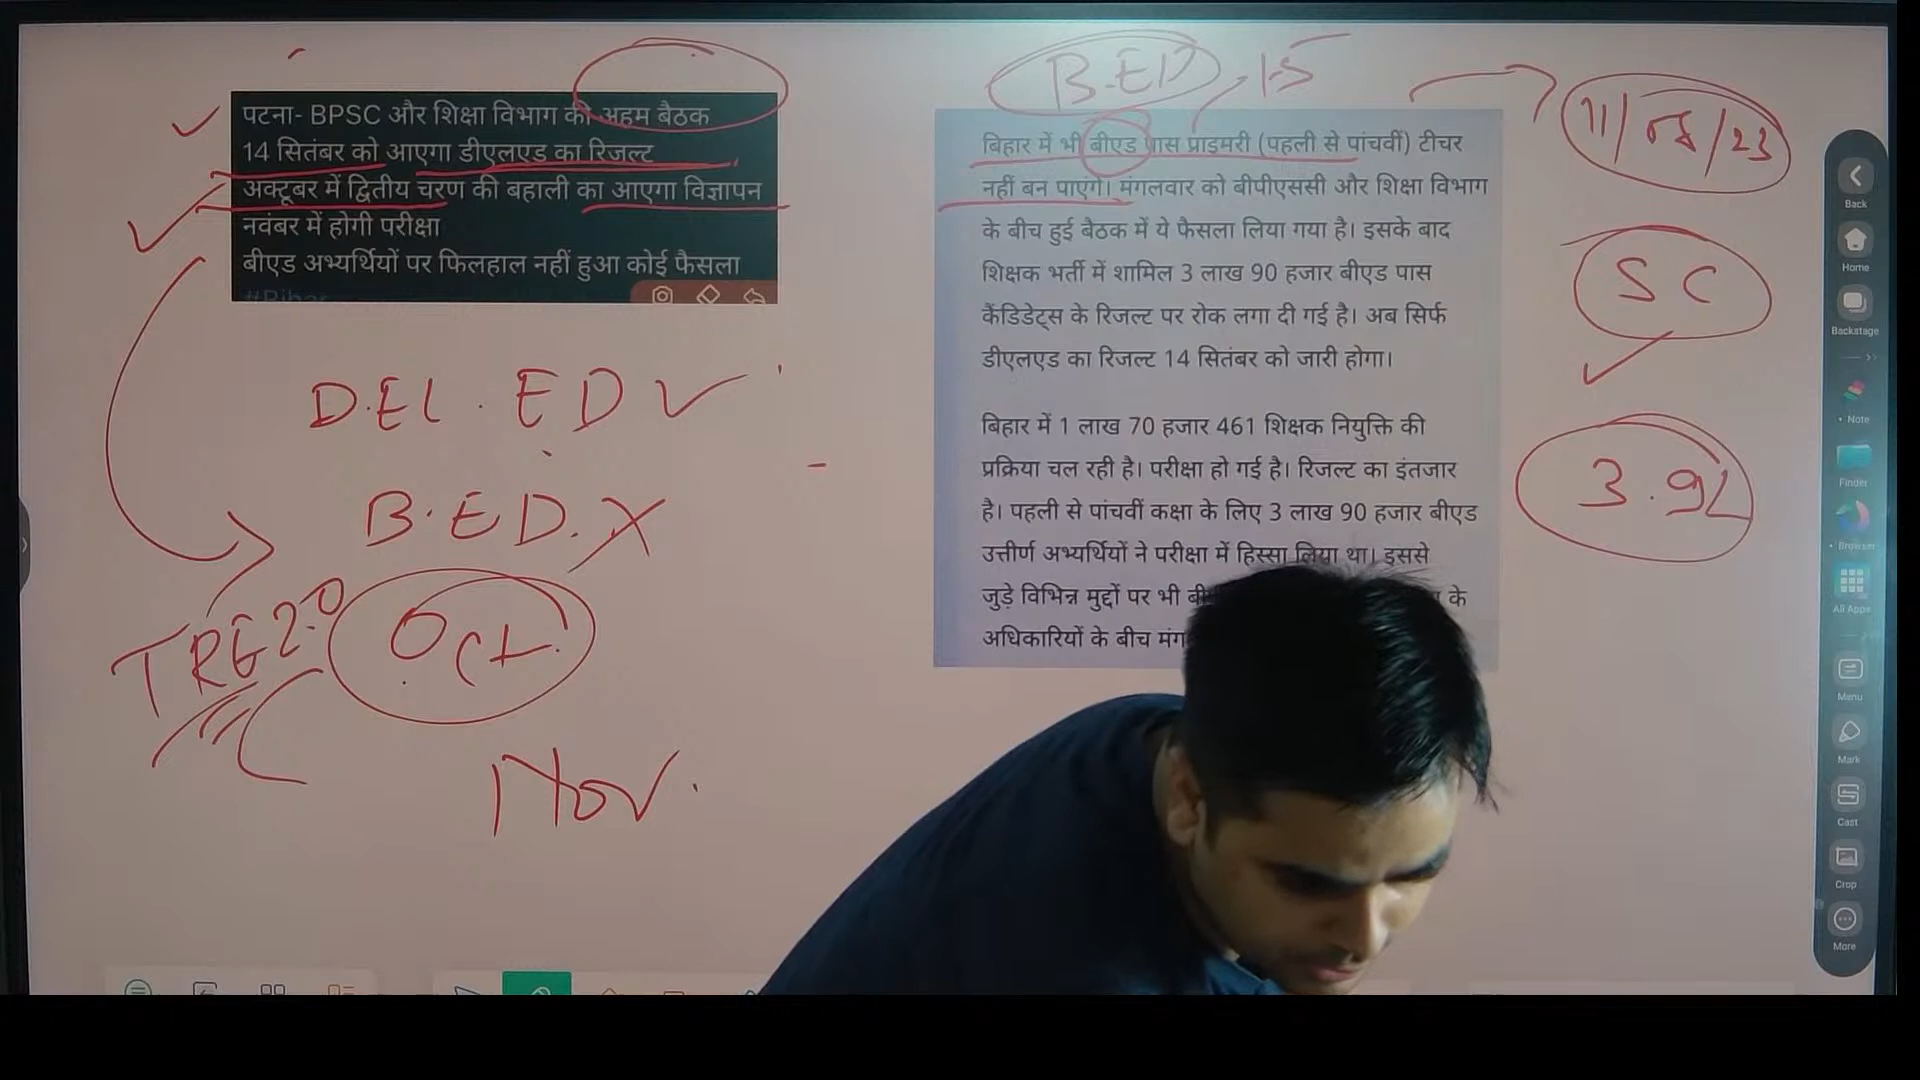 पटना- BPSC और शिक्षा विभाग की अहम बैठक
14 सितंबर को आएगा डीएलएड का रिजल्ट
अक्टूबर में द्वितीय चरण की बहाली का आएगा विज्ञापन
नवंबर में होगी परीक्षा
बीएड अभ्यर्थियों पर फिलहाल नहीं हुआ कोई फैसला
D.EL.ED
B.ED.
TRE 2.0
Oct.
Nov.
B.ED 1-5
बिहार में भी बीएड पास प्राइमरी (पहली से पांचवीं) टीचर
नहीं बन पाएंगे। मंगलवार को बीपीएससी और शिक्षा विभाग
के बीच हुई बैठक में ये फैसला लिया गया है। इसके बाद
शिक्षक भर्ती में शामिल 3 लाख 90 हजार बीएड पास
कैंडिडेट्स के रिजल्ट पर रोक लगा दी गई है। अब सिर्फ
डीएलएड का रिजल्ट 14 सितंबर को जारी होगा।
बिहार में 1 लाख 70 हजार 461 शिक्षक नियुक्ति की
प्रक्रिया चल रही है। परीक्षा हो गई है। रिजल्ट का इंतजार
है। पहली से पांचवीं कक्षा के लिए 3 लाख 90 हजार बीएड
उत्तीर्ण अभ्यर्थियों ने परीक्षा में हिस्सा लिया था। इससे
जुड़े विभिन्न मुद्दों पर भी के
अधिकारियों के बीच
SC
3.9L
Back
Home
Backstage
Note
Finder
Browser
All Apps
Menu
Mark
Cast
Crop
More